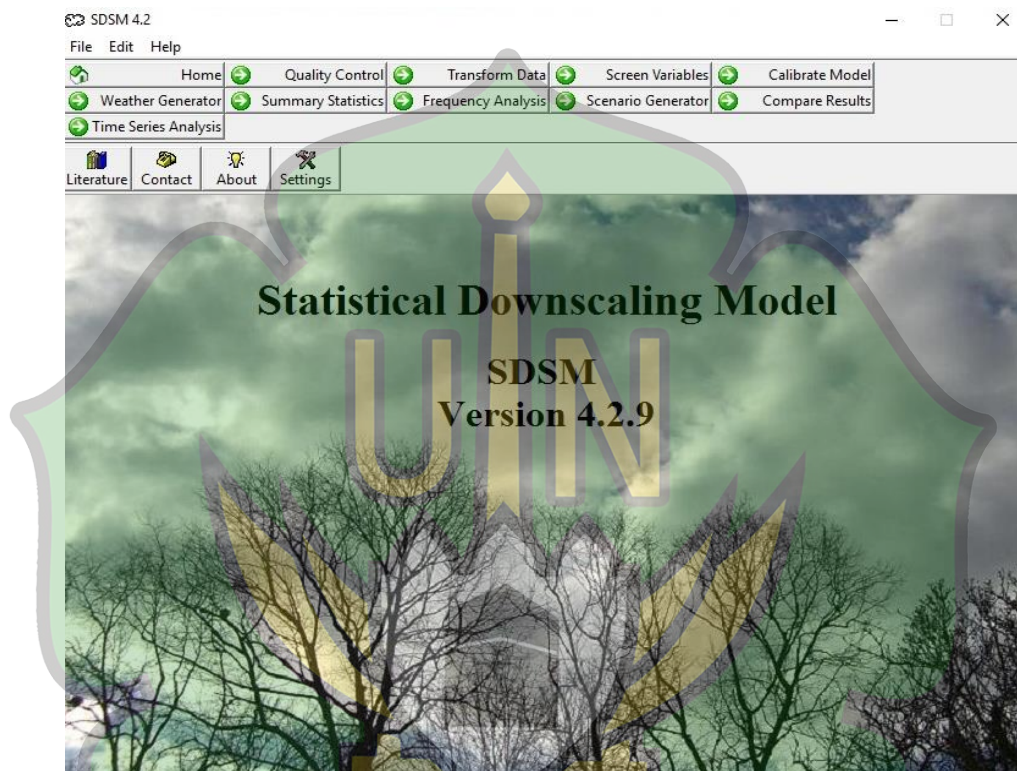 SDSM 4.2
File Edit Help
Home Quality Control Transform Data Screen Variables Calibrate Model
Weather Generator Summary Statistics Frequency Analysis Scenario Generator Compare Results
Time Series Analysis
Literature Contact About Settings
Statistical Downscaling Model
SDSM
Version 4.2.9
UIN